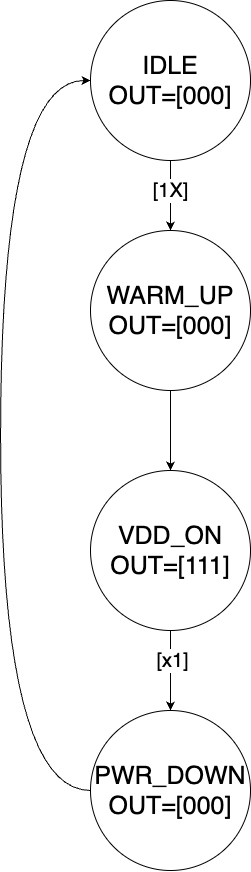 IDLE
OUT=[000]
[1X]
WARM_UP
OUT=[000]
VDD_ON
OUT=[111]
[x1]
PWR_DOWN
OUT=[000]